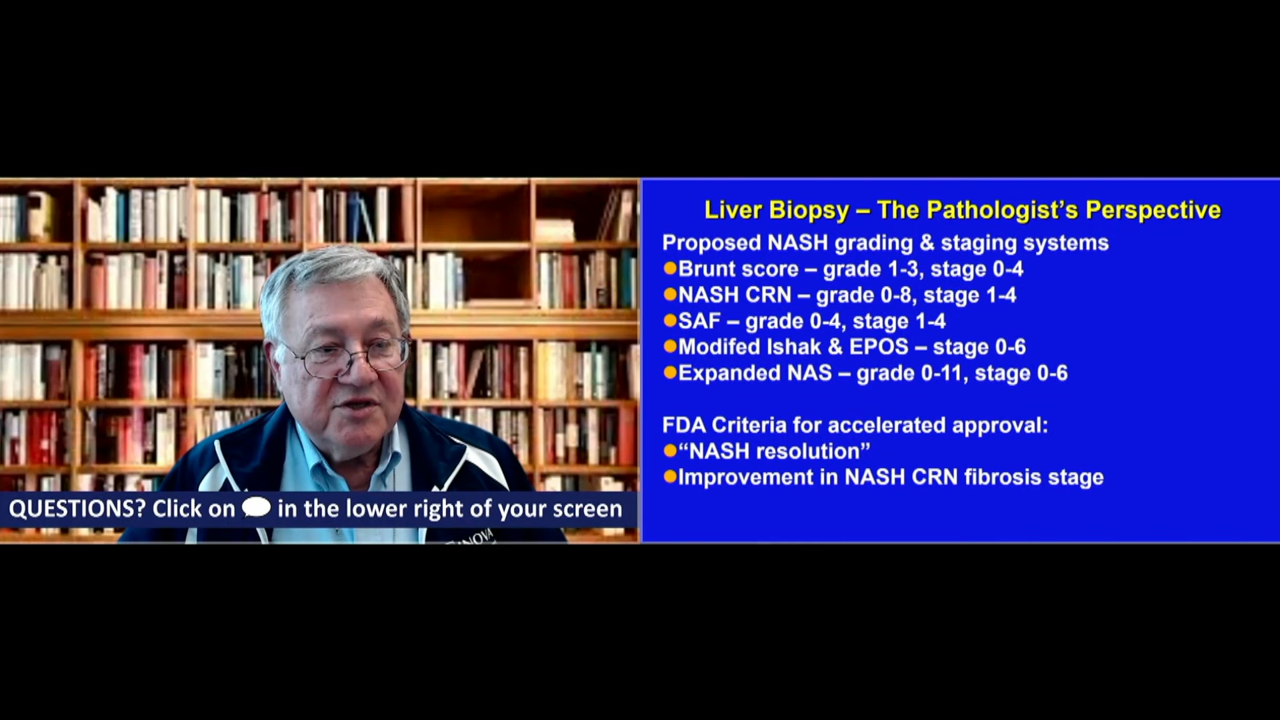 Liver Biopsy – The Pathologist's Perspective
Proposed NASH grading & staging systems
Brunt score – grade 1-3, stage 0-4
NASH CRN – grade 0-8, stage 1-4
SAF – grade 0-4, stage 1-4
Modifed Ishak & EPOS – stage 0-6
Expanded NAS – grade 0-11, stage 0-6
FDA Criteria for accelerated approval:
“NASH resolution”
Improvement in NASH CRN fibrosis stage
QUESTIONS? Click on in the lower right of your screen